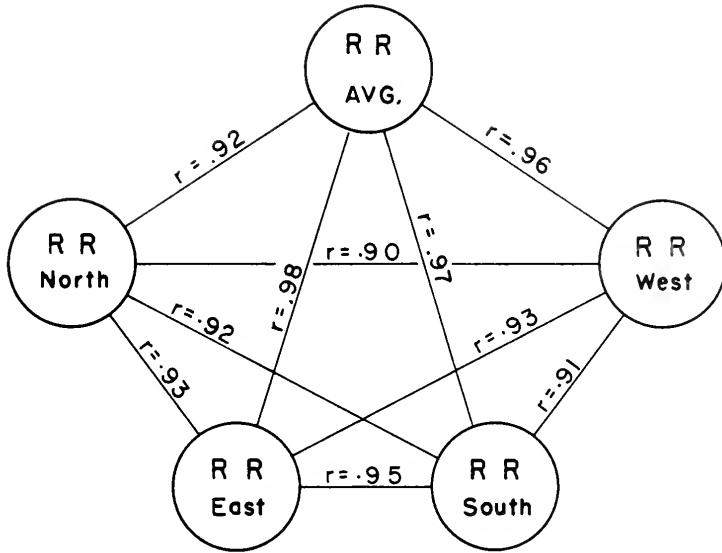 R R
AVG.
r=.92
r=.96
R R
North
r=.90
r=.98
r=.97
R R
West
r=.92
r=.93
r=.93
r=.91
R R
East
r=.95
R R
South